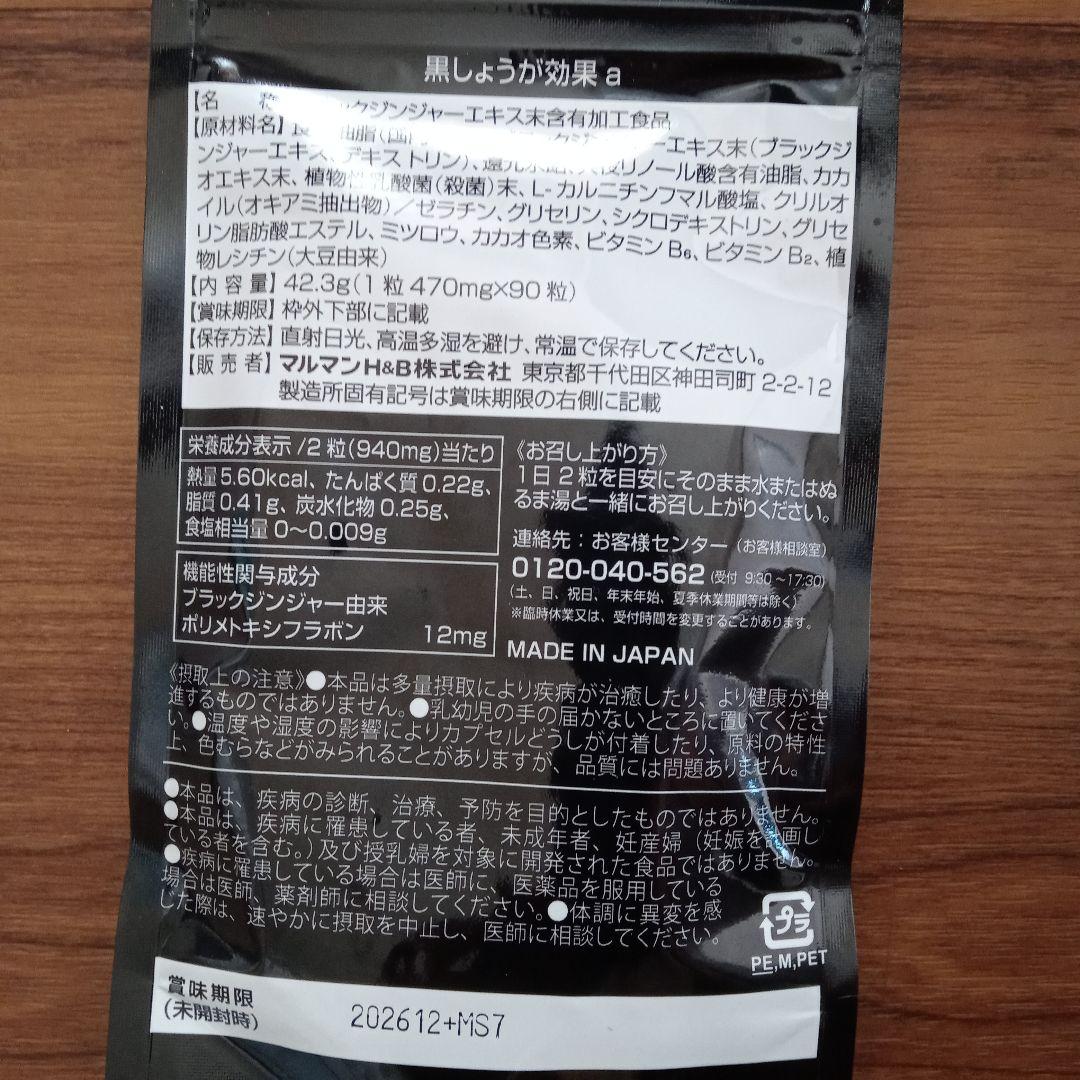 黒しょうが効果a
【名 称 ックジンジャーエキス末含有加工食品
【原材料名】食 油脂(国内 エキス末(ブラックジ
ンジャーエキス、デキストリン)、還元水飴、共役リノール酸含有油脂、カカ
オエキス末、植物性乳酸菌(殺菌)末、L-カルニチンフマル酸塩、クリルオ
イル(オキアミ抽出物)/ゼラチン、グリセリン、シクロデキストリン、グリセ
リン脂肪酸エステル、ミツロウ、カカオ色素、ビタミンB6、ビタミンB2、植
物レシチン(大豆由来)
【内容量】42.3g(1粒470mg×90粒)
【賞味期限】枠外下部に記載
【保存方法】直射日光、高温多湿を避け、常温で保存してください。
【販売者】マルマンH&B株式会社 東京都千代田区神田司町2-2-12
製造所固有記号は賞味期限の右側に記載
栄養成分表示/2粒(940mg)当たり
熱量5.60kcal、たんぱく質0.22g、
脂質0.41g、炭水化物0.25g、
食塩相当量0~0.009g
機能性関与成分
ブラックジンジャー由来
ポリメトキシフラボン 12mg
《お召し上がり方》
1日2粒を目安にそのまま水またはぬ
るま湯と一緒にお召し上がりください。
連絡先:お客様センター(お客様相談室)
0120-040-562(受付 9:30~17:30)
(土、日、祝日、年末年始、夏季休業期間等は除く)
※臨時休業又は、受付時間を変更することがあります。
MADE IN JAPAN
《摂取上の注意》●本品は多量摂取により疾病が治癒したり、より健康が増
進するものではありません。●乳幼児の手の届かないところに置いてくださ
い。●温度や湿度の影響によりカプセルどうしが付着したり、原料の特性
上、色むらなどがみられることがありますが、品質には問題ありません。
●本品は、疾病の診断、治療、予防を目的としたものではありません。
●本品は、疾病に罹患している者、未成年者、妊産婦(妊娠を計画し
ている者を含む。)及び授乳婦を対象に開発された食品ではありません。
●疾病に罹患している場合は医師に、医薬品を服用している
場合は医師、薬剤師に相談してください。●体調に異変を感
じた際は、速やかに摂取を中止し、医師に相談してください。
プラ
PE,M,PET
賞味期限
(未開封時)
202612+MS7